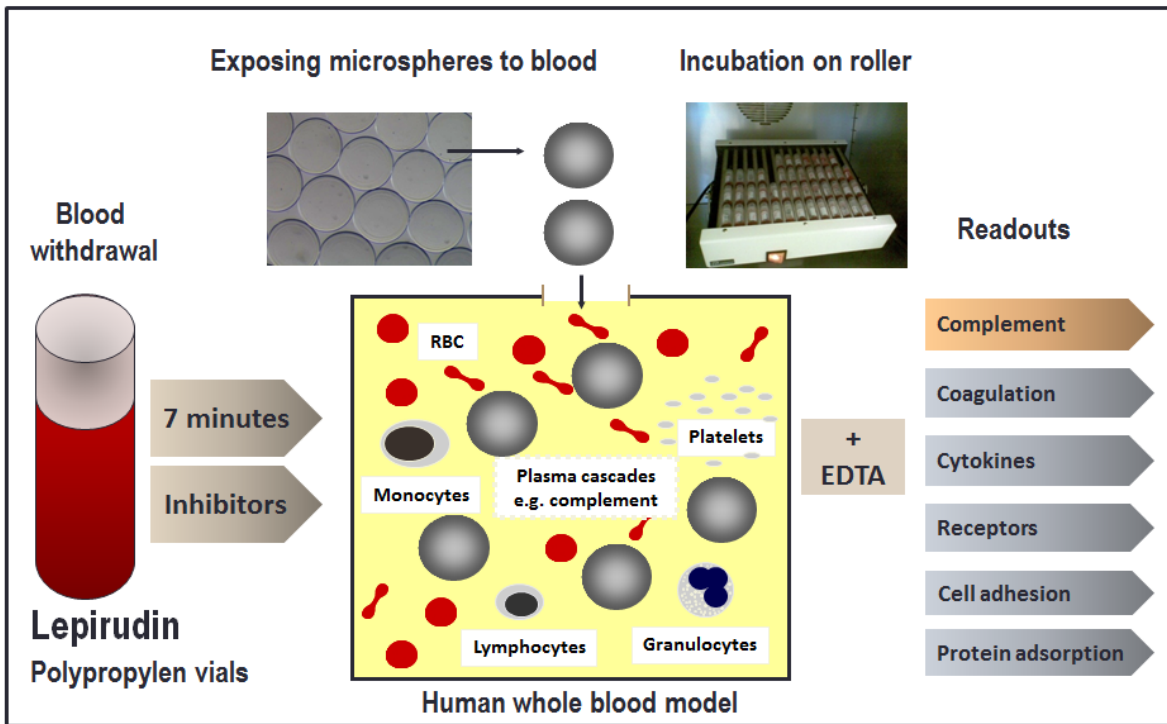 Exposing microspheres to blood
Incubation on roller
Blood
withdrawal
Readouts
7 minutes
Inhibitors
RBC
Platelets
Monocytes
Plasma cascades
e.g. complement
Lymphocytes
Granulocytes
+
EDTA
Complement
Coagulation
Cytokines
Receptors
Cell adhesion
Protein adsorption
Lepirudin
Polypropylen vials
Human whole blood model